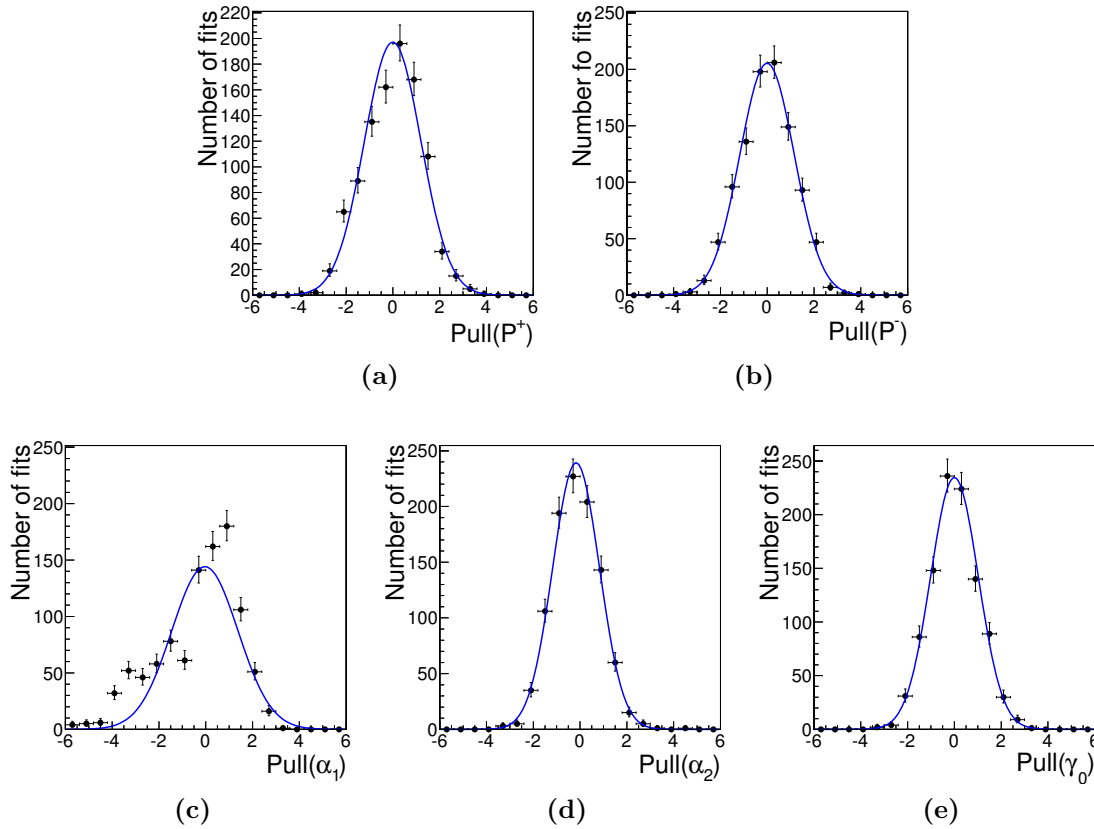 Number of fits
220
200
180
160
140
120
100
80
60
40
20
0
-6 -4 -2 0 2 4 6
Pull(P⁺)
(a)
Number fo fits
250
200
150
100
50
0
-6 -4 -2 0 2 4 6
Pull(P⁻)
(b)
Number of fits
250
200
150
100
50
0
-6 -4 -2 0 2 4 6
Pull(α₁)
(c)
Number of fits
250
200
150
100
50
0
-6 -4 -2 0 2 4 6
Pull(α₂)
(d)
Number of fits
250
200
150
100
50
0
-6 -4 -2 0 2 4 6
Pull(γ₀)
(e)